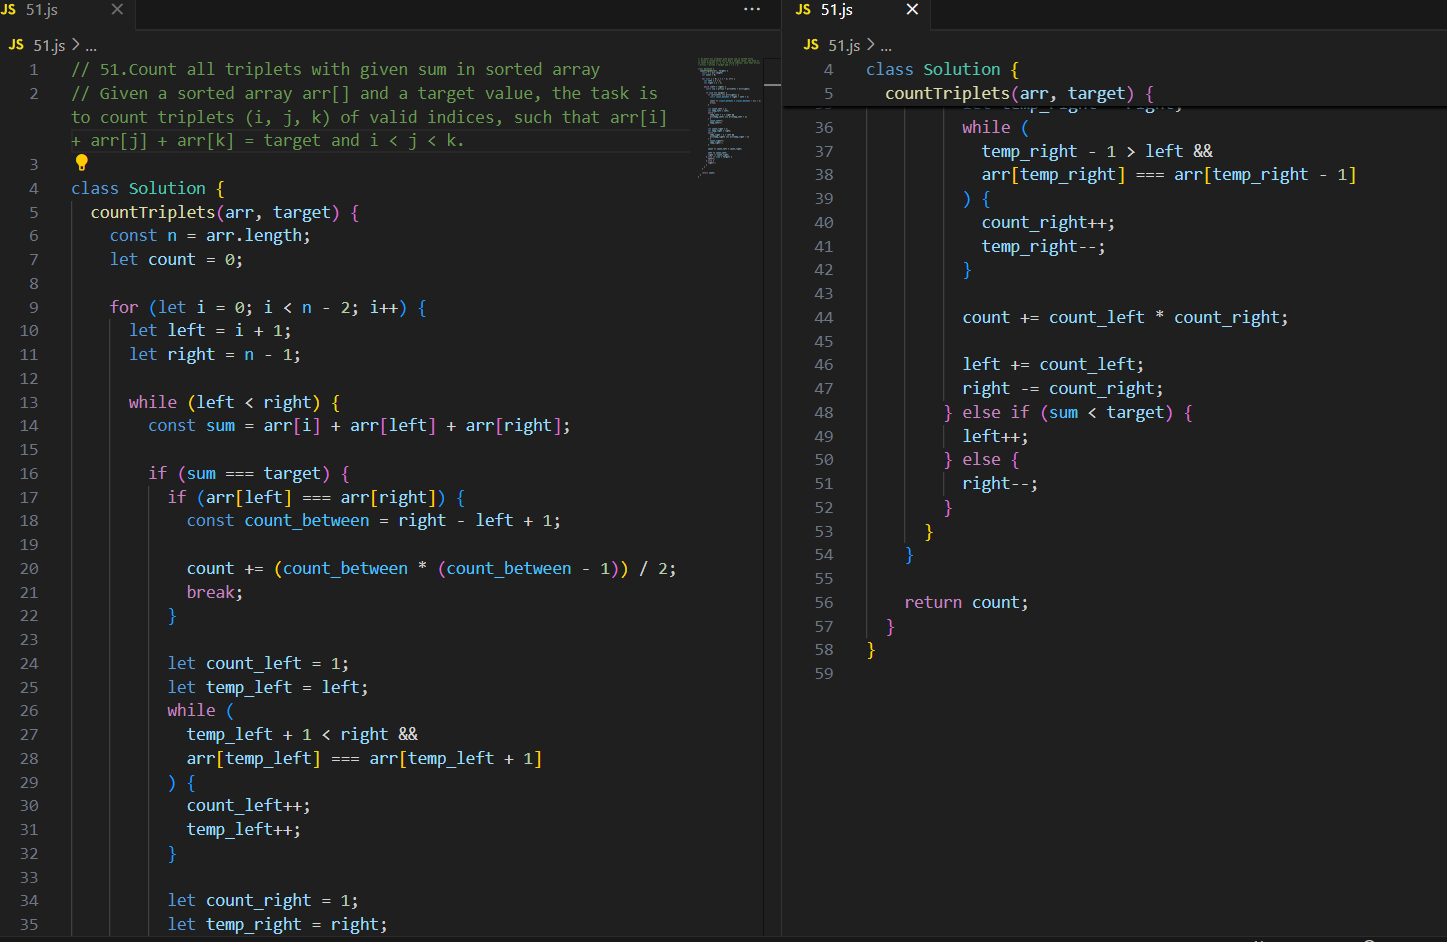 JS 51.js
JS 51.js > ...
1 // 51.Count all triplets with given sum in sorted array
2 // Given a sorted array arr[] and a target value, the task is
to count triplets (i, j, k) of valid indices, such that arr[i]
+ arr[j] + arr[k] = target and i < j < k.
3
4 class Solution {
5 countTriplets(arr, target) {
6 const n = arr.length;
7 let count = 0;
8
9 for (let i = 0; i < n - 2; i++) {
10 let left = i + 1;
11 let right = n - 1;
12
13 while (left < right) {
14 const sum = arr[i] + arr[left] + arr[right];
15
16 if (sum === target) {
17 if (arr[left] === arr[right]) {
18 const count_between = right - left + 1;
19
20 count += (count_between * (count_between - 1)) / 2;
21 break;
22 }
23
24 let count_left = 1;
25 let temp_left = left;
26 while (
27 temp_left + 1 < right &&
28 arr[temp_left] === arr[temp_left + 1]
29 ) {
30 count_left++;
31 temp_left++;
32 }
33
34 let count_right = 1;
35 let temp_right = right;
JS 51.js
JS 51.js > ...
4 class Solution {
5 countTriplets(arr, target) {
36 while (
37 temp_right - 1 > left &&
38 arr[temp_right] === arr[temp_right - 1]
39 ) {
40 count_right++;
41 temp_right--;
42 }
43
44 count += count_left * count_right;
45
46 left += count_left;
47 right -= count_right;
48 } else if (sum < target) {
49 left++;
50 } else {
51 right--;
52 }
53 }
54 }
55
56 return count;
57 }
58 }
59